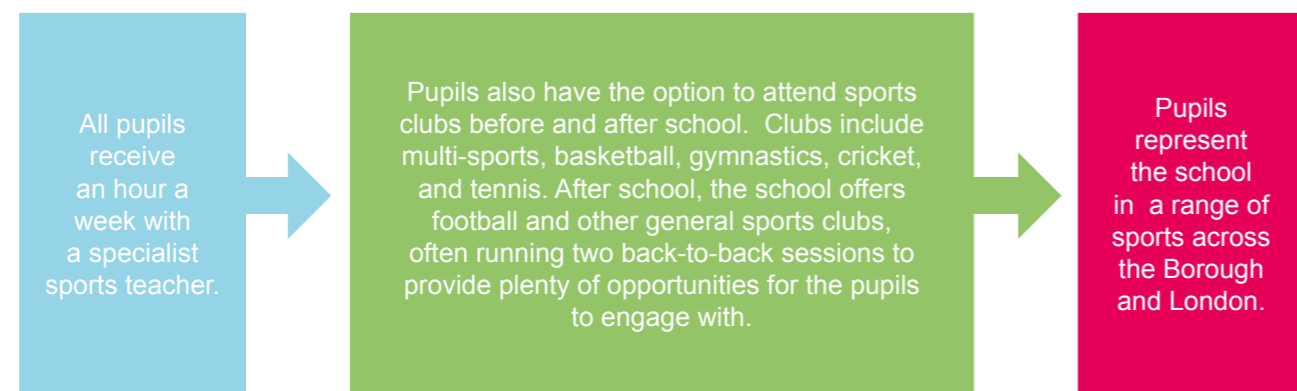 All pupils
receive
an hour a
week with
a specialist
sports teacher.
Pupils also have the option to attend sports
clubs before and after school.  Clubs include
multi-sports, basketball, gymnastics, cricket,
and tennis. After school, the school offers
football and other general sports clubs,
often running two back-to-back sessions to
provide plenty of opportunities for the pupils
to engage with.
Pupils
represent
the school
in  a range of
sports across
the Borough
and London.